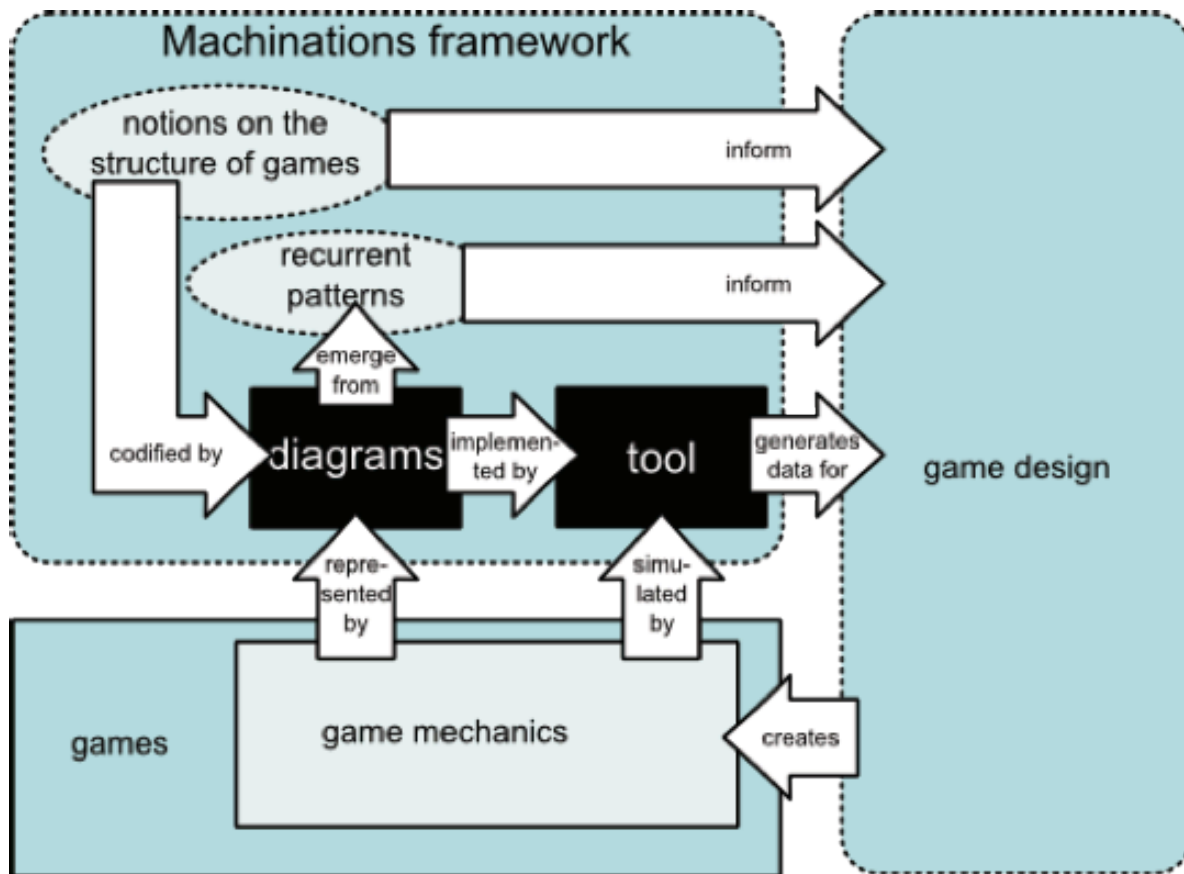 Machinations framework
notions on the
structure of games
inform
recurrent
patterns
inform
emerge
from
codified by
diagrams
implemen-
ted by
tool
generates
data for
game design
repre-
sented
by
simu-
lated
by
games
game mechanics
creates